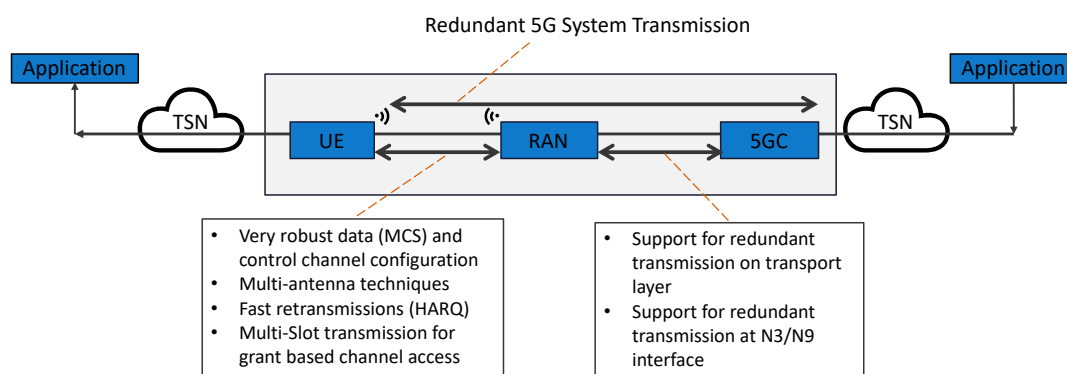 Redundant 5G System Transmission
Application
Application
TSN
TSN
UE
RAN
5GC
• Very robust data (MCS) and
control channel configuration
• Multi-antenna techniques
• Fast retransmissions (HARQ)
• Multi-Slot transmission for
grant based channel access
• Support for redundant
transmission on transport
layer
• Support for redundant
transmission at N3/N9
interface